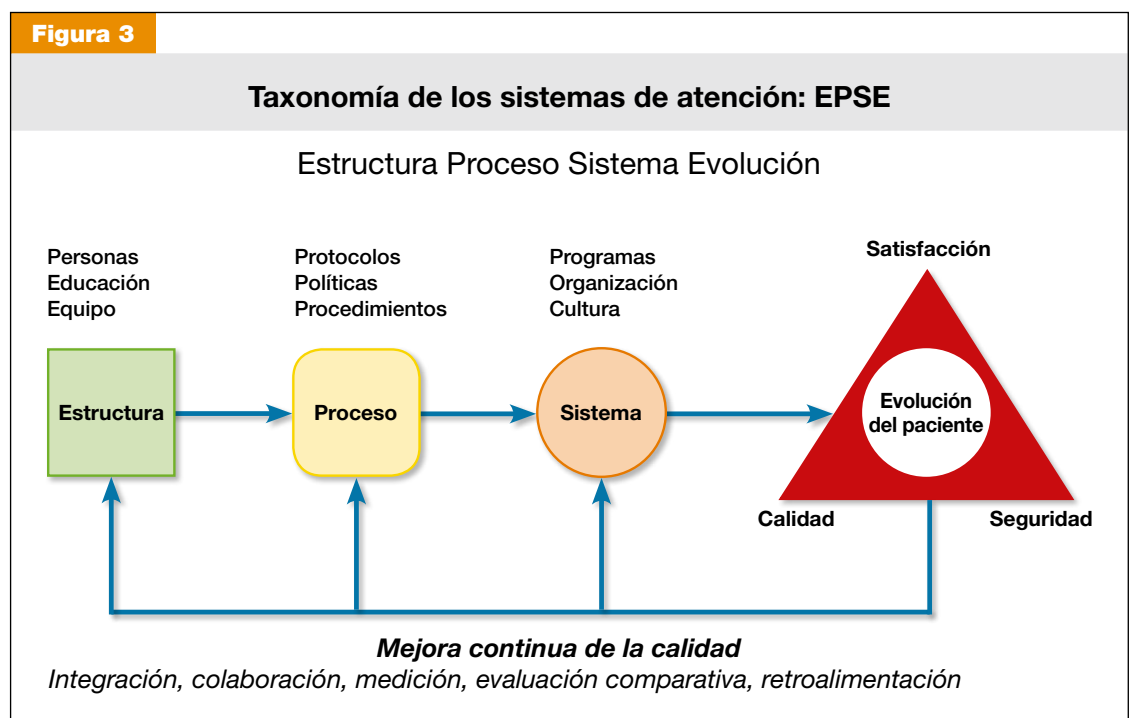 Figura 3
Taxonomía de los sistemas de atención: EPSE
Estructura Proceso Sistema Evolución
Personas
Educación
Equipo
Protocolos
Políticas
Procedimientos
Programas
Organización
Cultura
Satisfacción
Estructura
Proceso
Sistema
Evolución
del paciente
Calidad
Seguridad
Mejora continua de la calidad
Integración, colaboración, medición, evaluación comparativa, retroalimentación